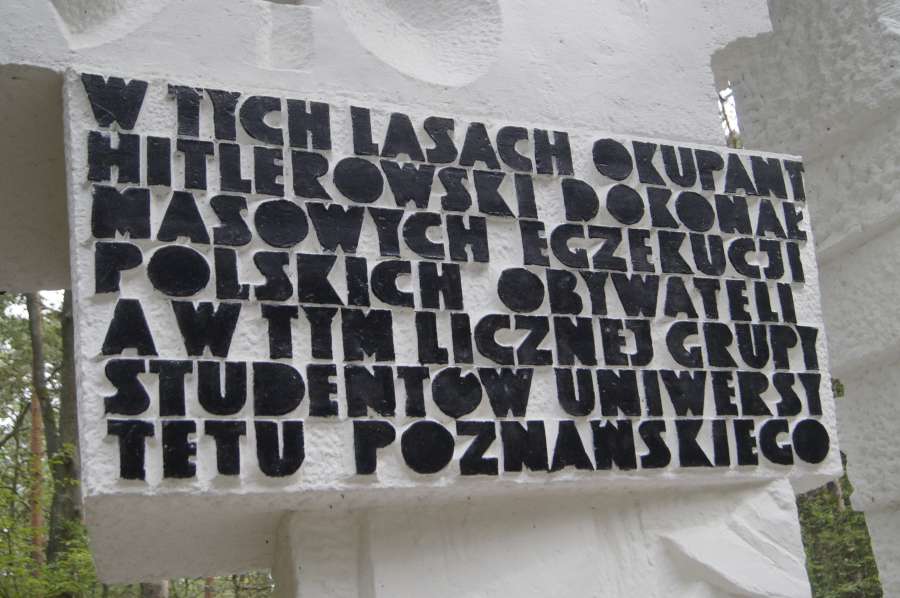 W TYCH LASACH OKUPANT
HITLEROWSKI DOKONAŁ
MASOWYCH EGZEKUCJI
POLSKICH OBYWATELI
A W TYM LICZNEJ GRUPY
STUDENTÓW UNIWERSY
TETU POZNAŃSKIEGO